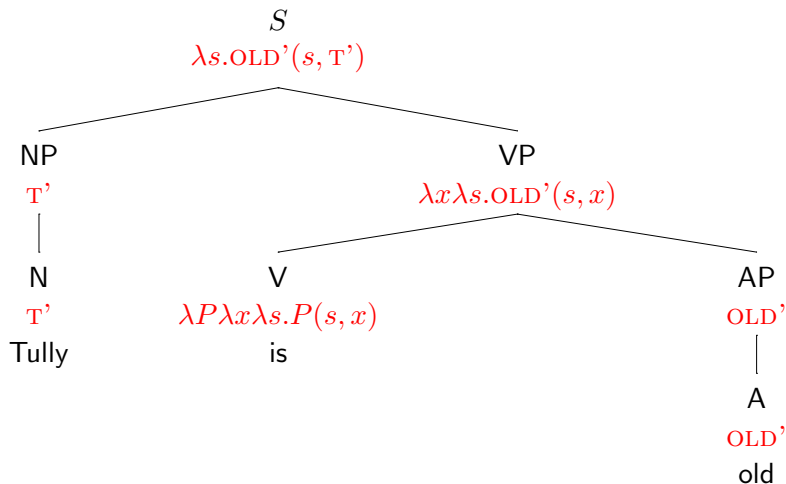 S
λs.OLD’(s, T’)
NP VP
T’ λxλs.OLD’(s, x)
N V AP
T’ λPλxλs.P(s, x) OLD’
Tully is
A
OLD’
old